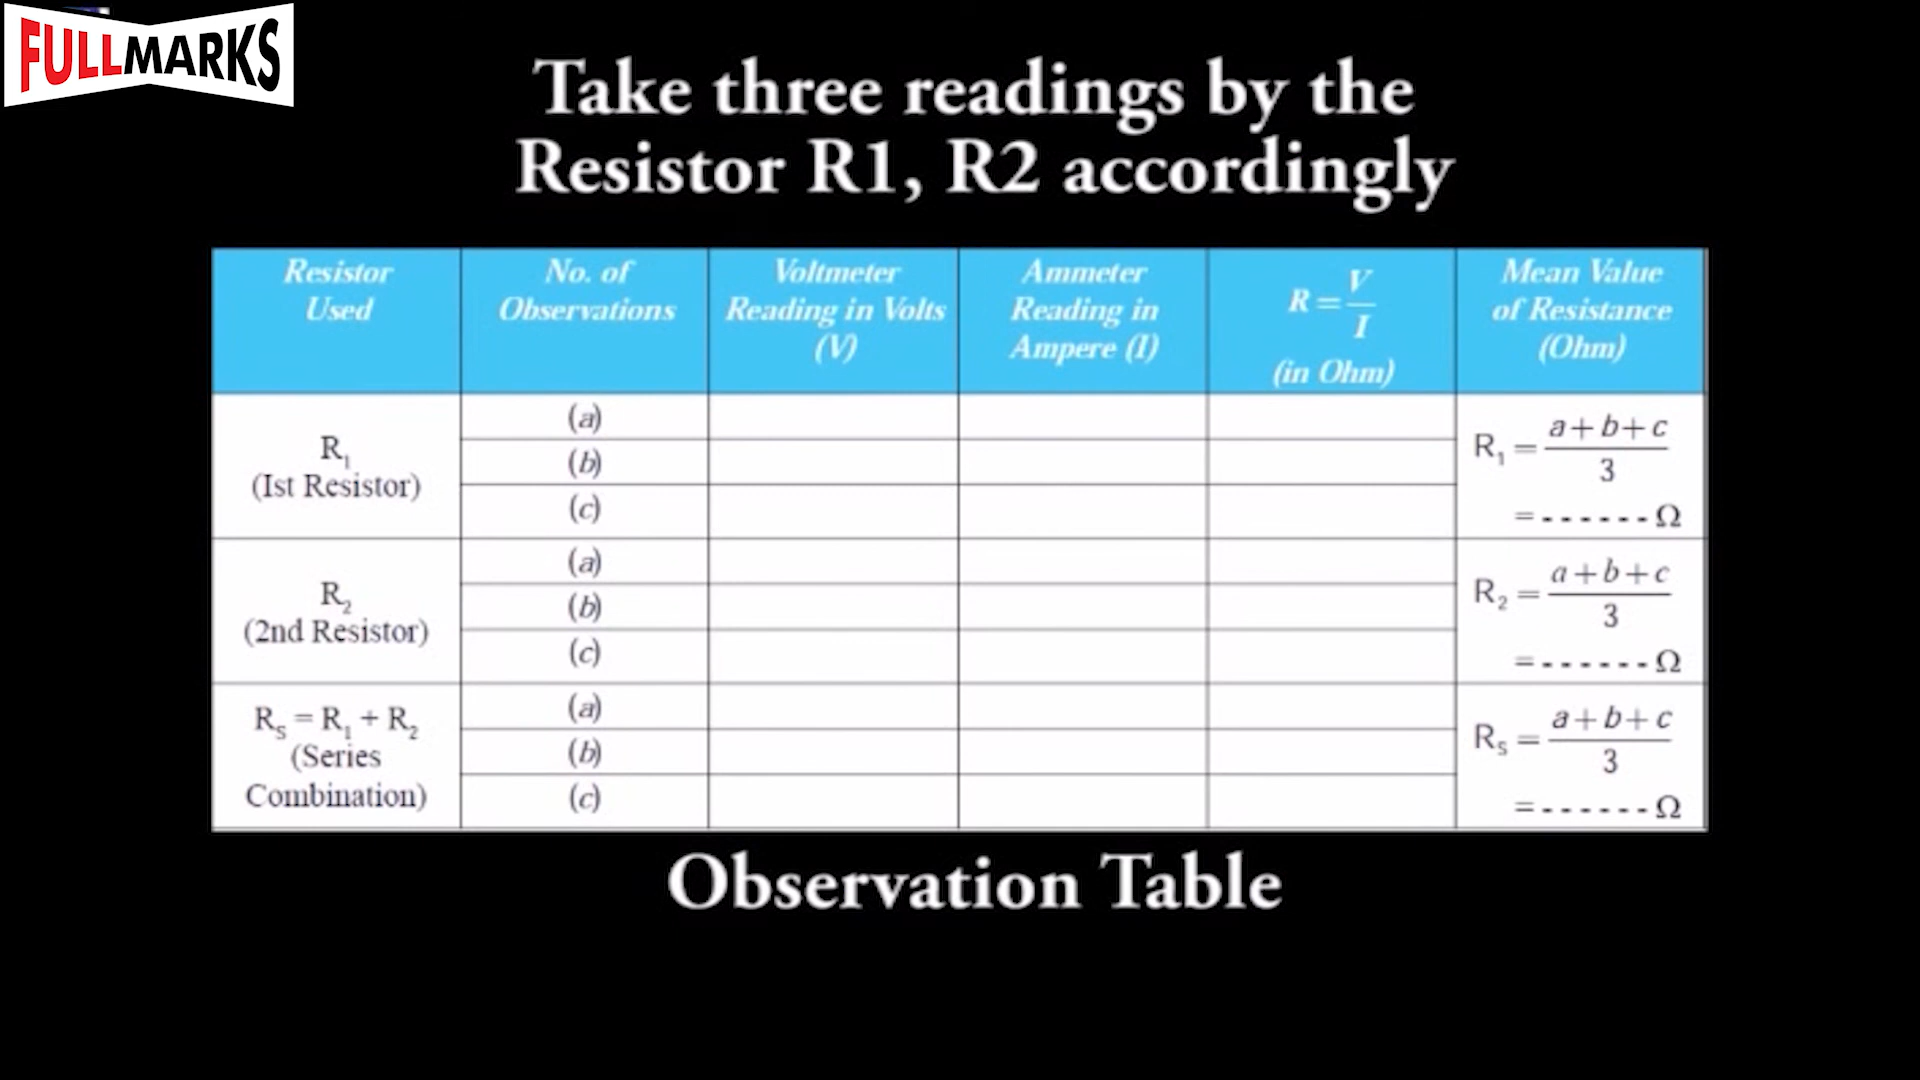 FULLMARKS
Take three readings by the
Resistor R1, R2 accordingly
Resistor Used
No. of Observations
Voltmeter Reading in Volts (V)
Ammeter Reading in Ampere (I)
R = V/I (in Ohm)
Mean Value of Resistance (Ohm)
R₁
(Ist Resistor)
(a)
(b)
(c)
R₁ = a+b+c/3
= - - - - - - Ω
R₂
(2nd Resistor)
(a)
(b)
(c)
R₂ = a+b+c/3
= - - - - - - Ω
Rₛ = R₁ + R₂
(Series
Combination)
(a)
(b)
(c)
Rₛ = a+b+c/3
= - - - - - - Ω
Observation Table